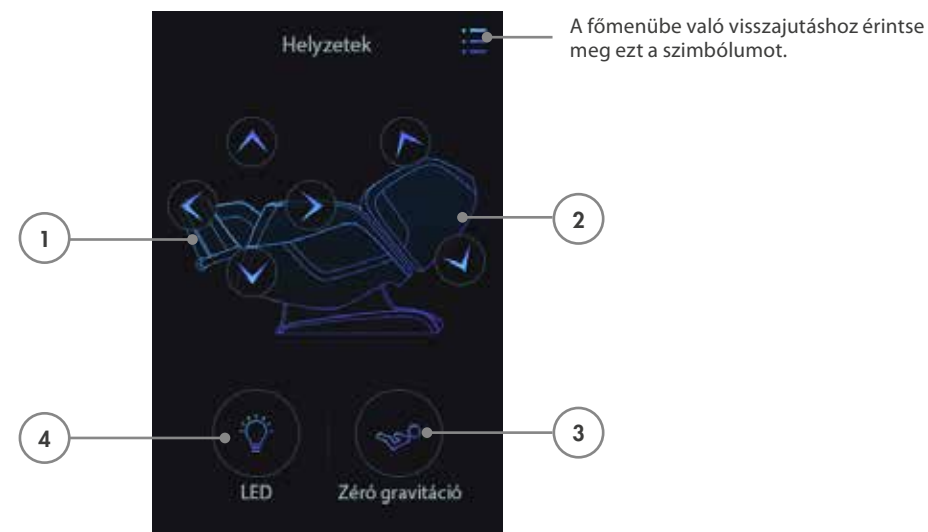 Helyzetek
A főmenübe való visszajutáshoz érintse
meg ezt a szimbólumot.
1
2
4
3
LED
Zéró gravitáció